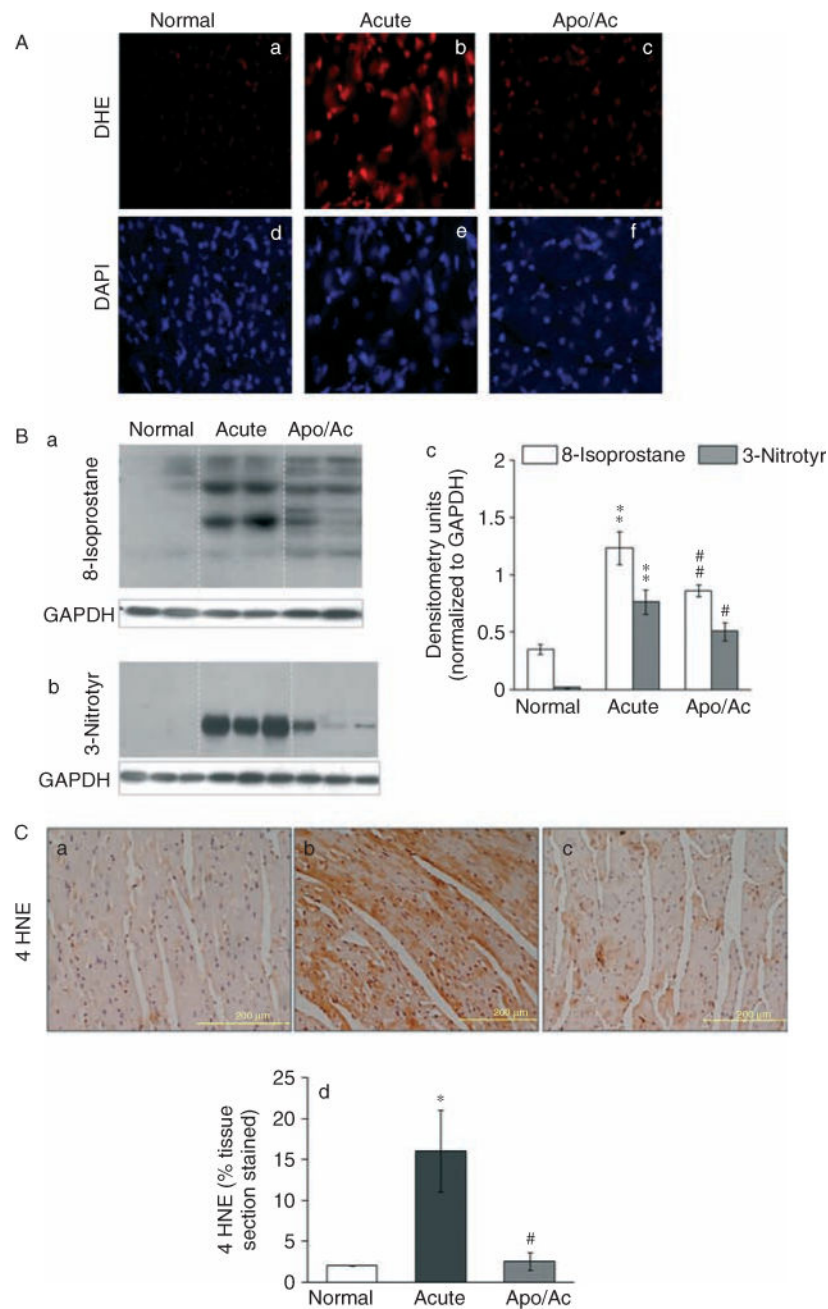 Normal Acute Apo/Ac
A
DHE
a
b
c
DAPI
d
e
f
B
a
Normal Acute Apo/Ac
8-Isoprostane
GAPDH
b
3-Nitrotyr
GAPDH
c
8-Isoprostane 3-Nitrotyr
Densitometry units
(normalized to GAPDH)
2
1.5
1
0.5
0
**
**
##
#
Normal Acute Apo/Ac
C
4 HNE
a
b
c
200 µm
200 µm
200 µm
d
4 HNE (% tissue
section stained)
25
20
15
10
5
0
*
#
Normal Acute Apo/Ac